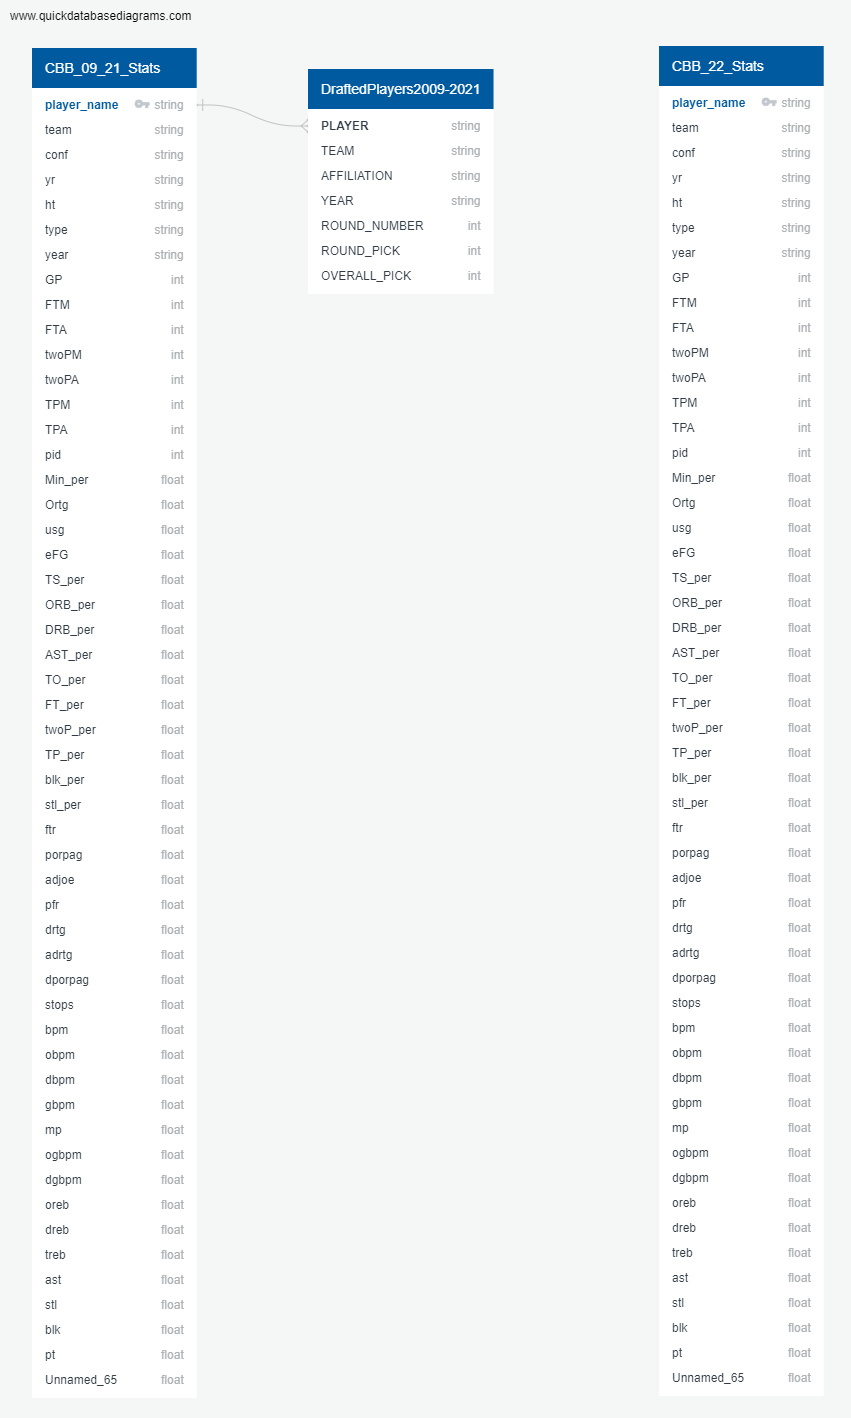 www.quickdatabasediagrams.com
CBB_09_21_Stats
player_name string
team string
conf string
yr string
ht string
type string
year string
GP int
FTM int
FTA int
twoPM int
twoPA int
TPM int
TPA int
pid int
Min_per float
Ortg float
usg float
eFG float
TS_per float
ORB_per float
DRB_per float
AST_per float
TO_per float
FT_per float
twoP_per float
TP_per float
blk_per float
stl_per float
ftr float
porpag float
adjoe float
pfr float
drtg float
adrtg float
dporpag float
stops float
bpm float
obpm float
dbpm float
gbpm float
mp float
ogbpm float
dgbpm float
oreb float
dreb float
treb float
ast float
stl float
blk float
pt float
Unnamed_65 float
DraftedPlayers2009-2021
PLAYER string
TEAM string
AFFILIATION string
YEAR string
ROUND_NUMBER int
ROUND_PICK int
OVERALL_PICK int
CBB_22_Stats
player_name string
team string
conf string
yr string
ht string
type string
year string
GP int
FTM int
FTA int
twoPM int
twoPA int
TPM int
TPA int
pid int
Min_per float
Ortg float
usg float
eFG float
TS_per float
ORB_per float
DRB_per float
AST_per float
TO_per float
FT_per float
twoP_per float
TP_per float
blk_per float
stl_per float
ftr float
porpag float
adjoe float
pfr float
drtg float
adrtg float
dporpag float
stops float
bpm float
obpm float
dbpm float
gbpm float
mp float
ogbpm float
dgbpm float
oreb float
dreb float
treb float
ast float
stl float
blk float
pt float
Unnamed_65 float